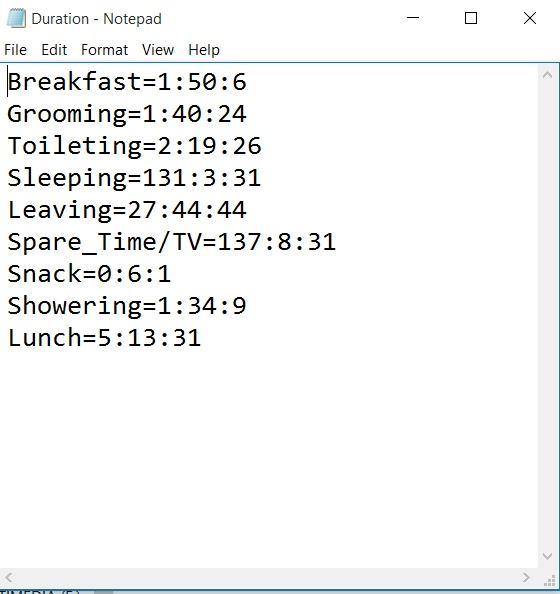 Duration - Notepad
File Edit Format View Help
Breakfast=1:50:6
Grooming=1:40:24
Toileting=2:19:26
Sleeping=131:3:31
Leaving=27:44:44
Spare_Time/TV=137:8:31
Snack=0:6:1
Showering=1:34:9
Lunch=5:13:31